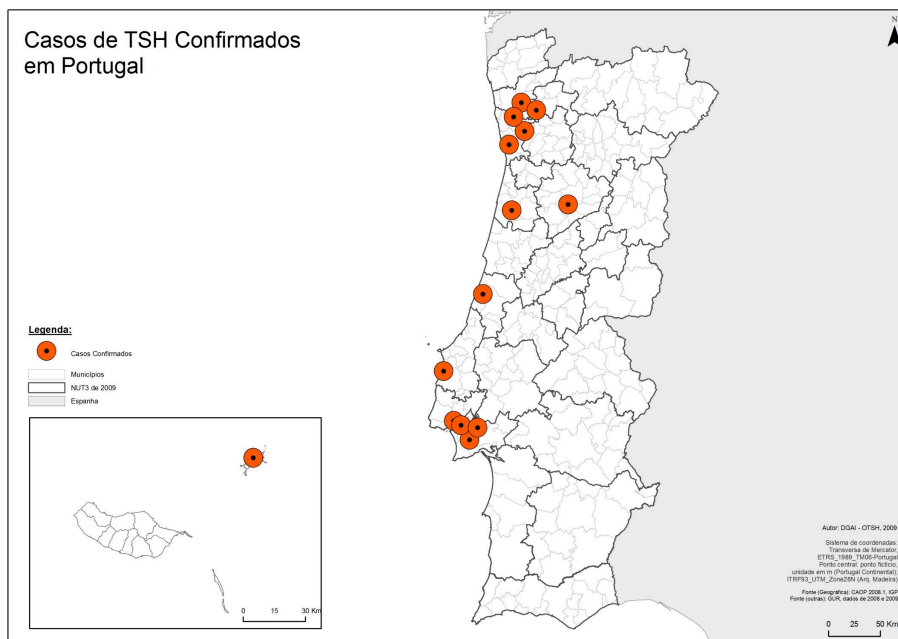 Casos de TSH Confirmados
em Portugal
N
Legenda:
Casos Confirmados
Municípios
NUT3 de 2009
Espanha
0 15 30 Km
Autor: DGAI - OTSH, 2009
Sistema de coordenadas:
Transversa de Mercator,
ETRS_1989_TM06-Portugal
Ponto central: ponto fictício,
unidade em m (Portugal Continental);
ITRF93_UTM_Zone28N (Arq. Madeira)
Fonte (Geográfica): CAOP 2008.1, IGP
Fonte (outras): GUR, dados de 2008 e 2009
0 25 50 Km